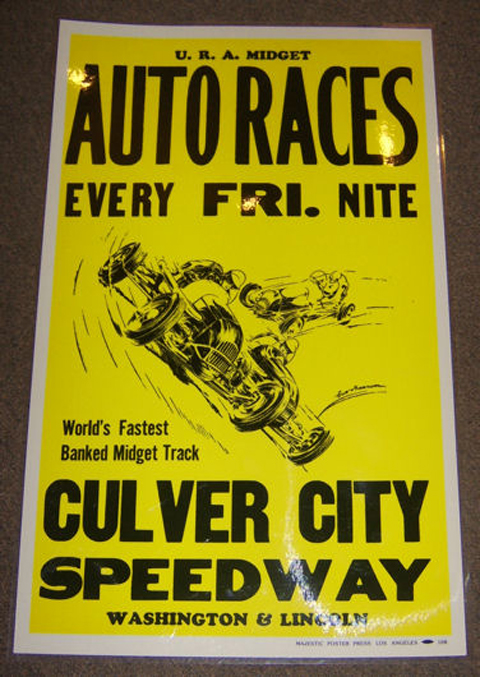 U. R. A. MIDGET
AUTO RACES
EVERY FRI. NITE
World's Fastest
Banked Midget Track
CULVER CITY
SPEEDWAY
WASHINGTON & LINCOLN
MAJESTIC POSTER PRESS LOS ANGELES